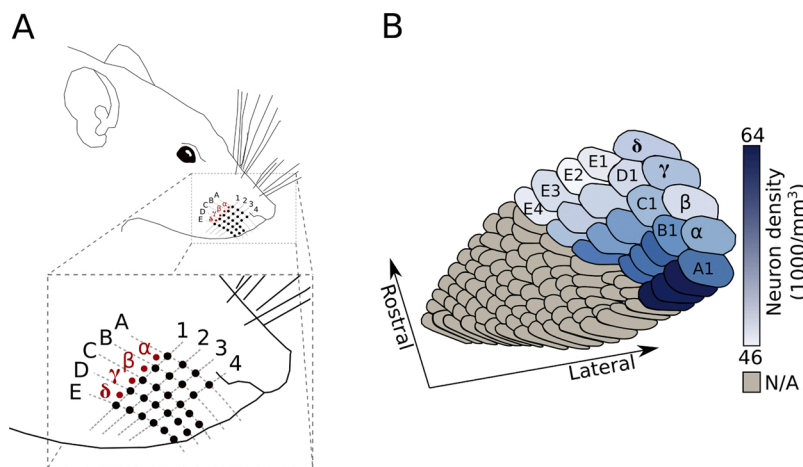 A
B
A
B
C
D
E
α
β
γ
δ
1
2
3
4
A
B
C
D
E
α
β
γ
δ
1
2
3
4
δ
γ
β
α
E1
E2
E3
E4
D1
C1
B1
A1
Rostral
Lateral
64
46
Neuron density
(1000/mm³)
N/A